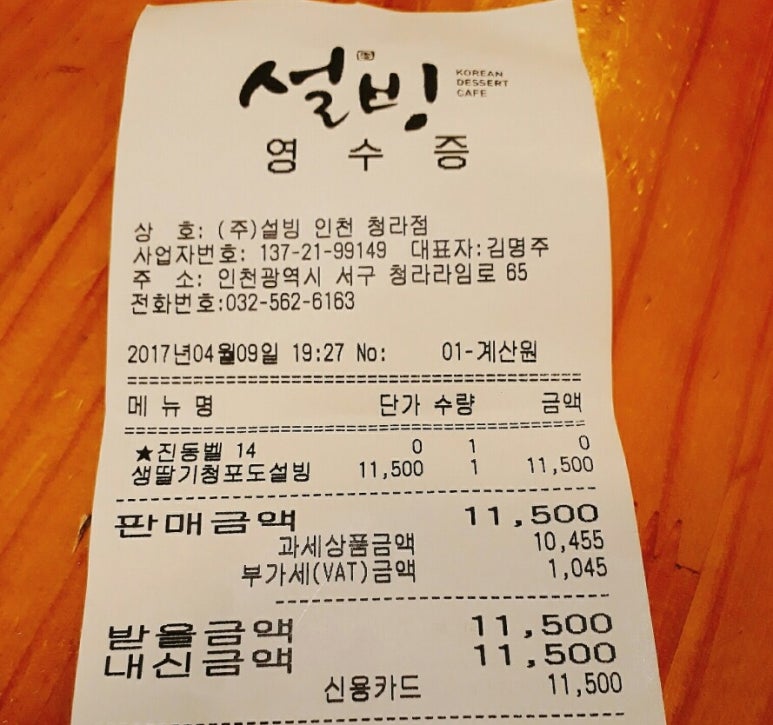 설빙
KOREAN
DESSERT
CAFE
영 수 증
상 호: (주)설빙 인천 청라점
사업자번호: 137-21-99149 대표자:김명주
주 소: 인천광역시 서구 청라라임로 65
전화번호:032-562-6163
2017년04월09일 19:27 No: 01-계산원
==================================================
메 뉴 명 단가 수량 금액
==================================================
★진동벨 14 0 1 0
생딸기청포도설빙 11,500 1 11,500
--------------------------------------------------
판매금액 11,500
과세상품금액 10,455
부가세(VAT)금액 1,045
-----------------------------------
받을금액 11,500
내신금액 11,500
신용카드 11,500
--------------------------------------------------